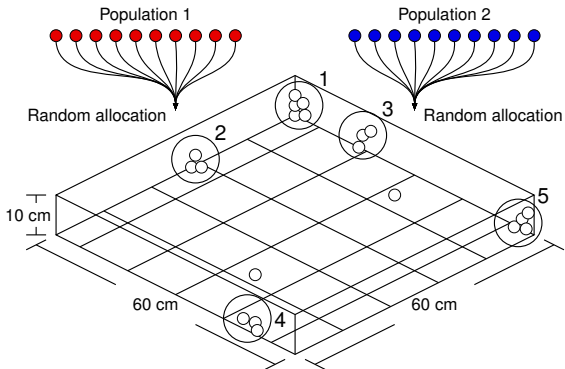 Population 1
Population 2
Random allocation
Random allocation
1
2
3
5
10 cm
4
60 cm
60 cm